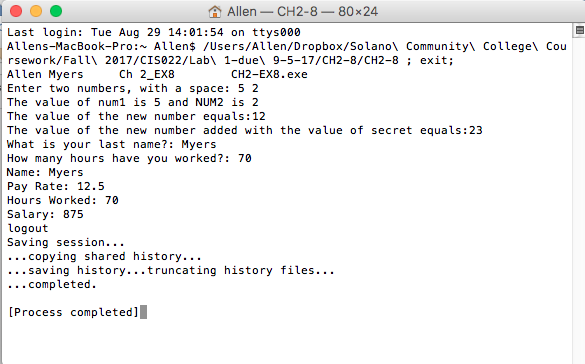 Allen — CH2-8 — 80×24
Last login: Tue Aug 29 14:01:54 on ttys000
Allens-MacBook-Pro:~ Allen$ /Users/Allen/Dropbox/Solano\ Community\ College\ Cou
rsework/Fall\ 2017/CIS022/Lab\ 1-due\ 9-5-17/CH2-8/CH2-8 ; exit;
Allen Myers     Ch 2_EX8        CH2-EX8.exe
Enter two numbers, with a space: 5 2
The value of num1 is 5 and NUM2 is 2
The value of the new number equals:12
The value of the new number added with the value of secret equals:23
What is your last name?: Myers
How many hours have you worked?: 70
Name: Myers
Pay Rate: 12.5
Hours Worked: 70
Salary: 875
logout
Saving session...
...copying shared history...
...saving history...truncating history files...
...completed.
[Process completed]